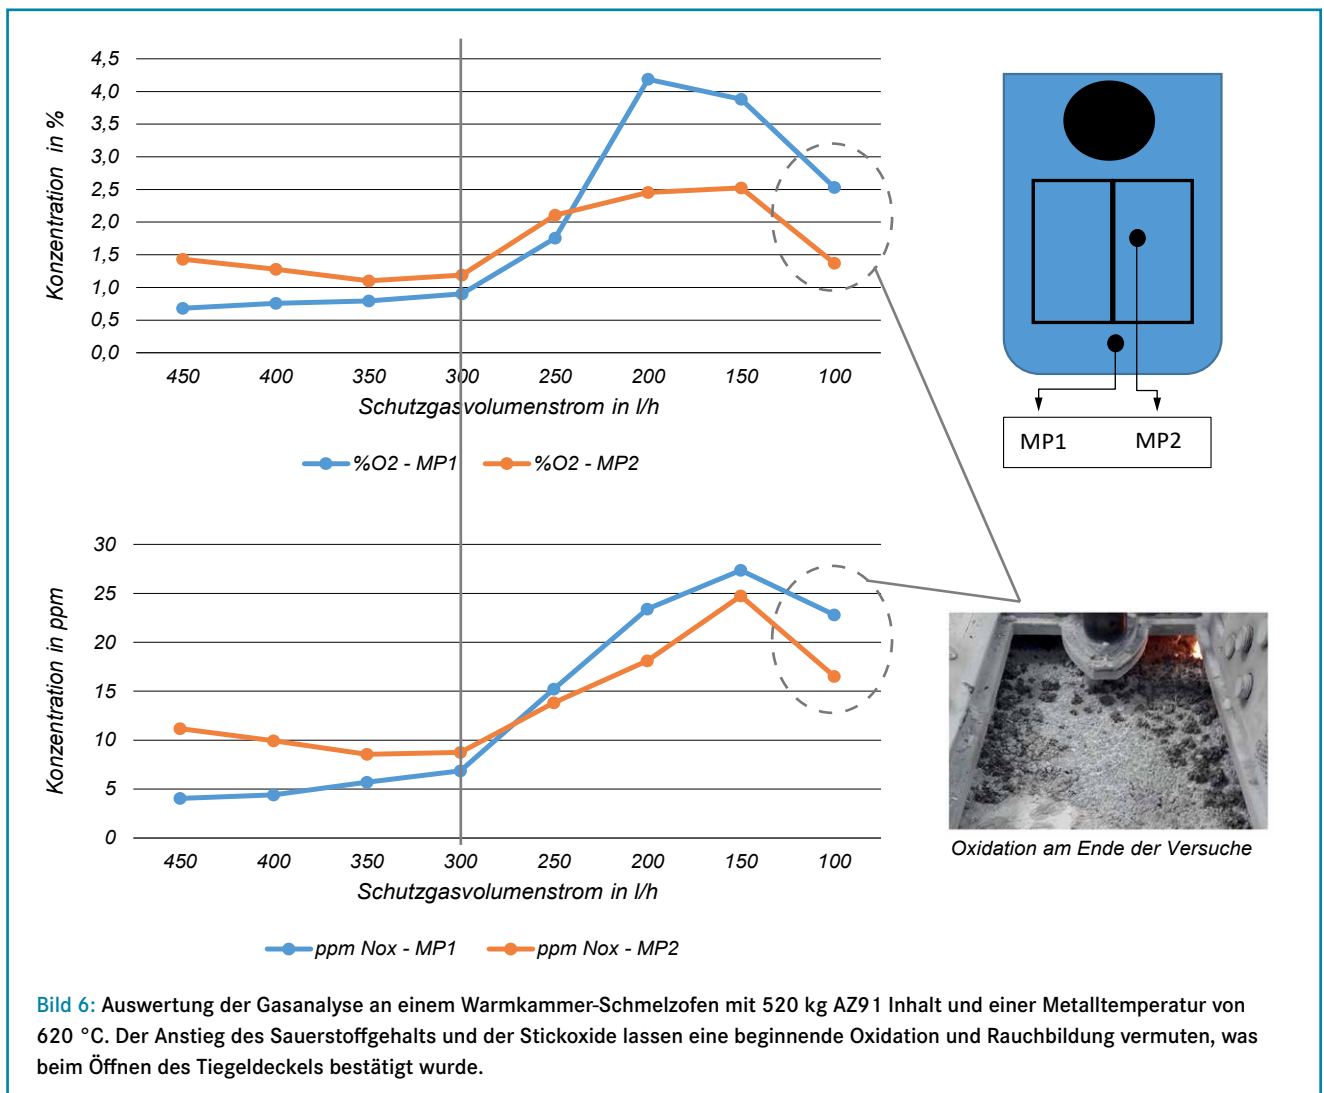 4,5
4,0
3,5
3,0
2,5
2,0
1,5
1,0
0,5
0,0
Konzentration in %
450 400 350 300 250 200 150 100
Schutzgasvolumenstrom in l/h
%O2 - MP1 %O2 - MP2
MP1 MP2
30
25
20
15
10
5
0
Konzentration in ppm
450 400 350 300 250 200 150 100
Schutzgasvolumenstrom in l/h
ppm Nox - MP1 ppm Nox - MP2
Oxidation am Ende der Versuche
Bild 6: Auswertung der Gasanalyse an einem Warmkammer-Schmelzofen mit 520 kg AZ91 Inhalt und einer Metalltemperatur von
620 °C. Der Anstieg des Sauerstoffgehalts und der Stickoxide lassen eine beginnende Oxidation und Rauchbildung vermuten, was
beim Öffnen des Tiegeldeckels bestätigt wurde.